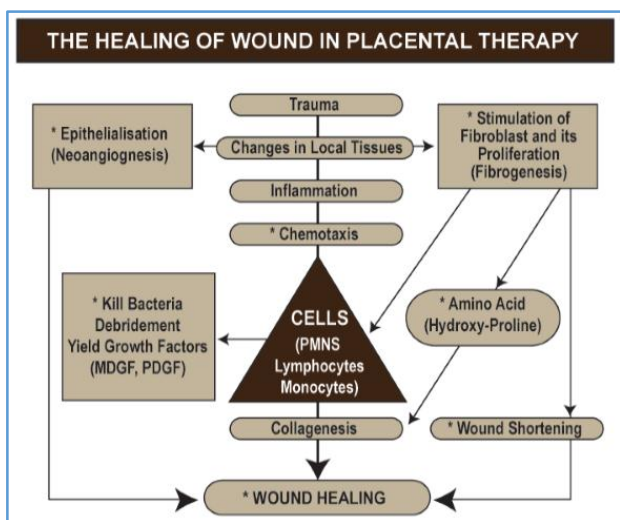 THE HEALING OF WOUND IN PLACENTAL THERAPY
Trauma
* Epithelialisation
(Neoangiognesis)
Changes in Local Tissues
* Stimulation of
Fibroblast and its
Proliferation
(Fibrogenesis)
Inflammation
* Chemotaxis
* Kill Bacteria
Debridement
Yield Growth Factors
(MDGF, PDGF)
CELLS
(PMNS
Lymphocytes
Monocytes)
* Amino Acid
(Hydroxy-Proline)
Collagenesis
* Wound Shortening
* WOUND HEALING